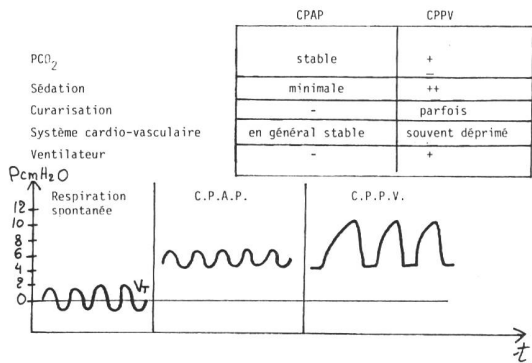 CPAP CPPV
PCO2 stable +
Sédation minimale ++
Curarisation - parfois
Système cardio-vasculaire en général stable souvent déprimé
Ventilateur - +
PcmH2O
Respiration spontanée
C.P.A.P.
C.P.P.V.
12
10
8
6
4
2
0
VT
t